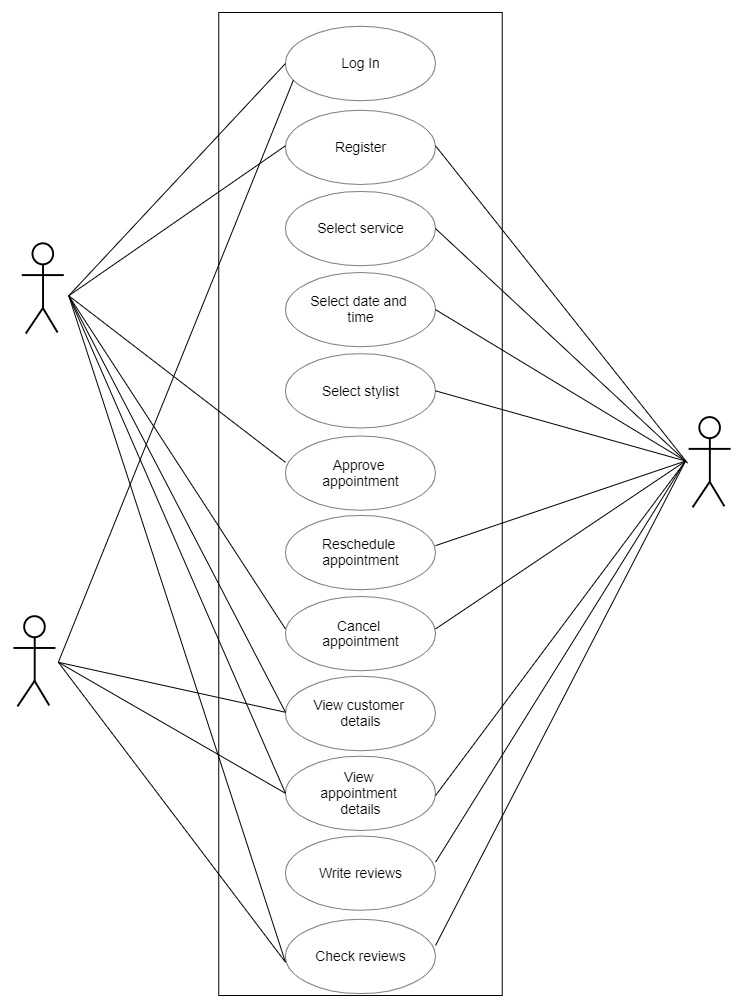 Log In
Register
Select service
Select date and
time
Select stylist
Approve
appointment
Reschedule
appointment
Cancel
appointment
View customer
details
View
appointment
details
Write reviews
Check reviews